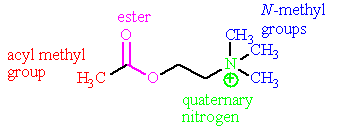 ester
N-methyl
groups
acyl methyl
group
O
CH₃
CH₃
N
CH₃
H₃C
O
⊕
quaternary
nitrogen